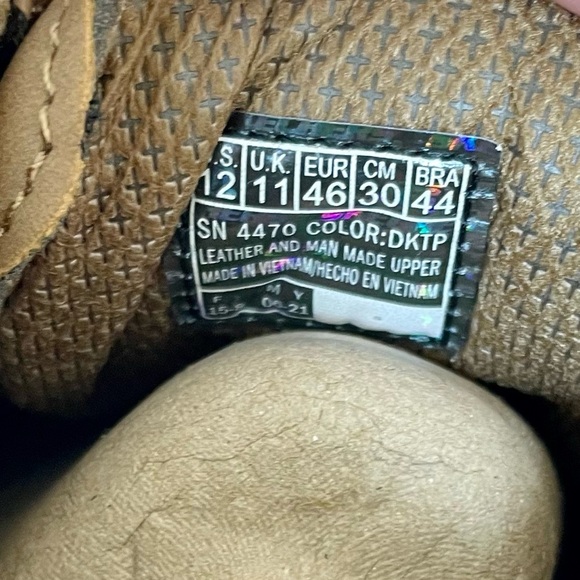 .S. U.K. EUR CM BRA
12 11 46 30 44
SN 4470 COLOR:DKTP
LEATHER AND MAN MADE UPPER
MADE IN VIETNAM/HECHO EN VIETNAM
F M Y
21